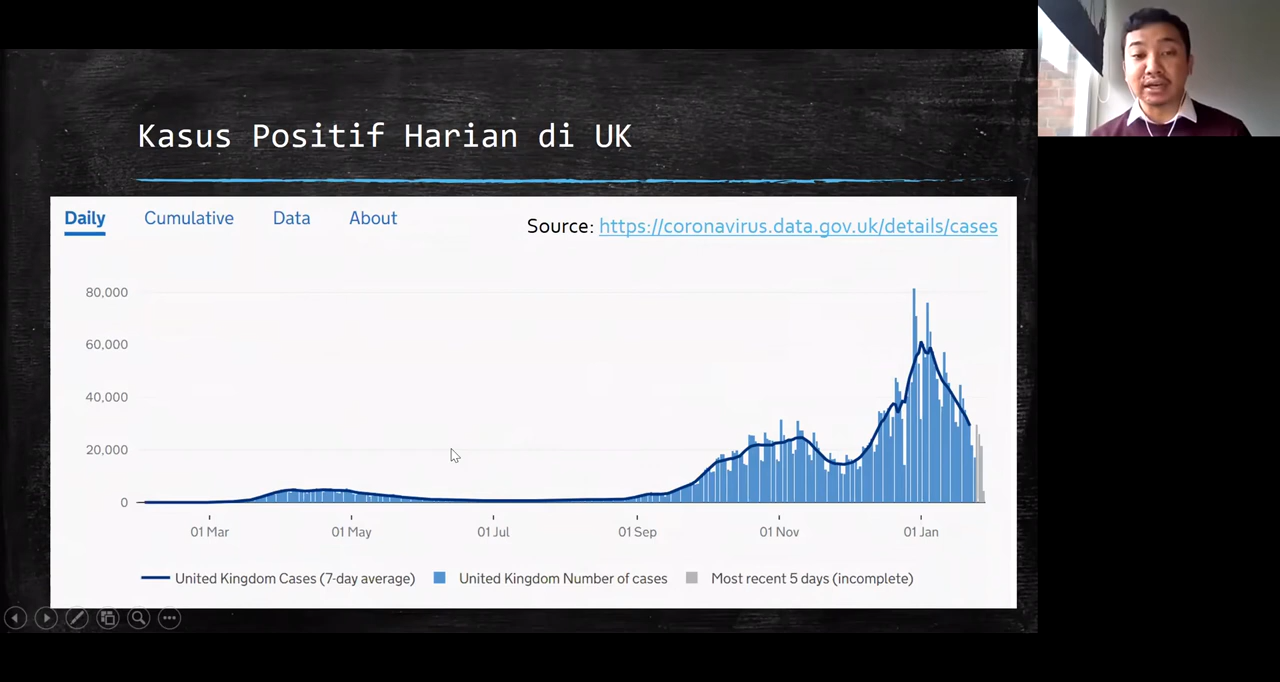 Kasus Positif Harian di UK
Daily Cumulative Data About
Source: https://coronavirus.data.gov.uk/details/cases
80,000
60,000
40,000
20,000
0
01 Mar 01 May 01 Jul 01 Sep 01 Nov 01 Jan
United Kingdom Cases (7-day average) United Kingdom Number of cases Most recent 5 days (incomplete)